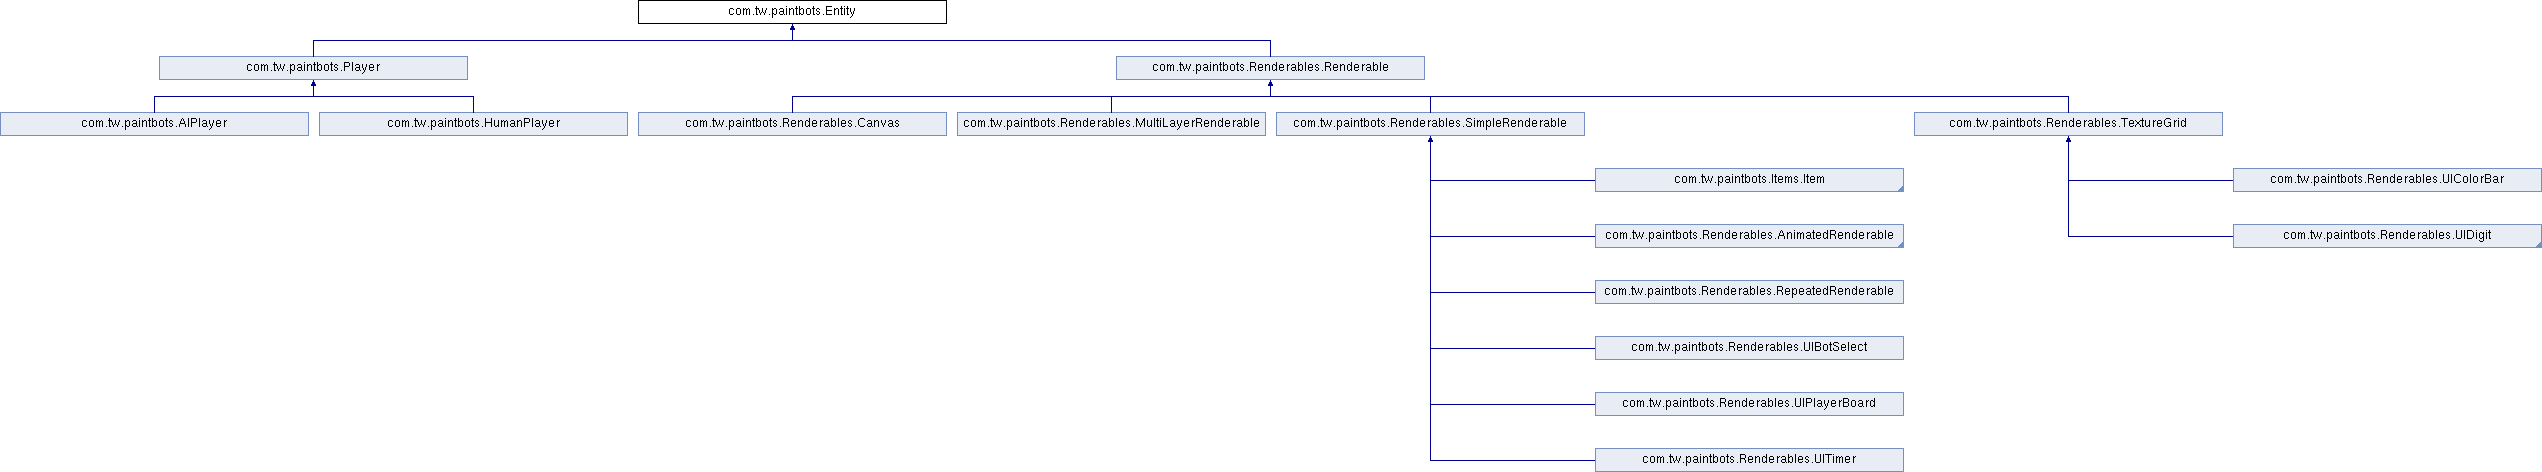 com.tw.paintbots.Entity
com.tw.paintbots.Player
com.tw.paintbots.Renderables.Renderable
com.tw.paintbots.AIPlayer
com.tw.paintbots.HumanPlayer
com.tw.paintbots.Renderables.Canvas
com.tw.paintbots.Renderables.MultiLayerRenderable
com.tw.paintbots.Renderables.SimpleRenderable
com.tw.paintbots.Renderables.TextureGrid
com.tw.paintbots.Items.Item
com.tw.paintbots.Renderables.UIColorBar
com.tw.paintbots.Renderables.AnimatedRenderable
com.tw.paintbots.Renderables.UIDigit
com.tw.paintbots.Renderables.RepeatedRenderable
com.tw.paintbots.Renderables.UIBotSelect
com.tw.paintbots.Renderables.UIPlayerBoard
com.tw.paintbots.Renderables.UITimer